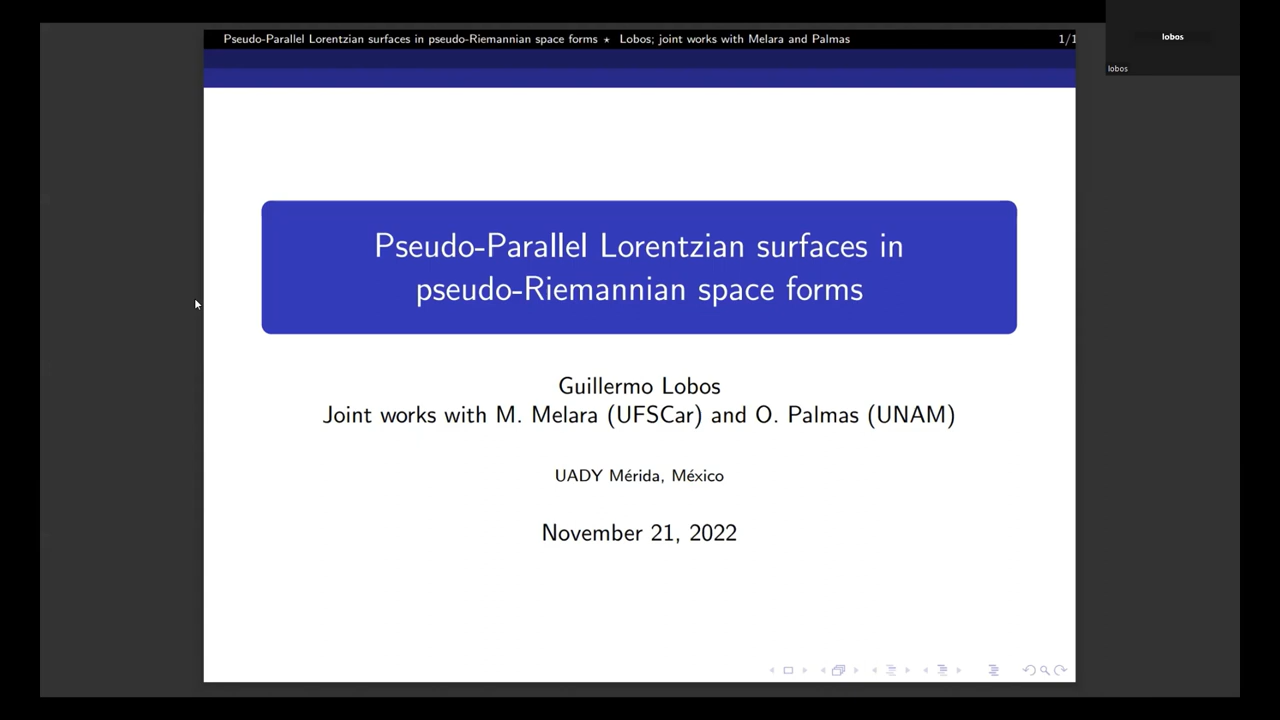 Pseudo-Parallel Lorentzian surfaces in pseudo-Riemannian space forms ⋆ Lobos; joint works with Melara and Palmas
1/1
lobos
lobos
Pseudo-Parallel Lorentzian surfaces in
pseudo-Riemannian space forms
Guillermo Lobos
Joint works with M. Melara (UFSCar) and O. Palmas (UNAM)
UADY Mérida, México
November 21, 2022